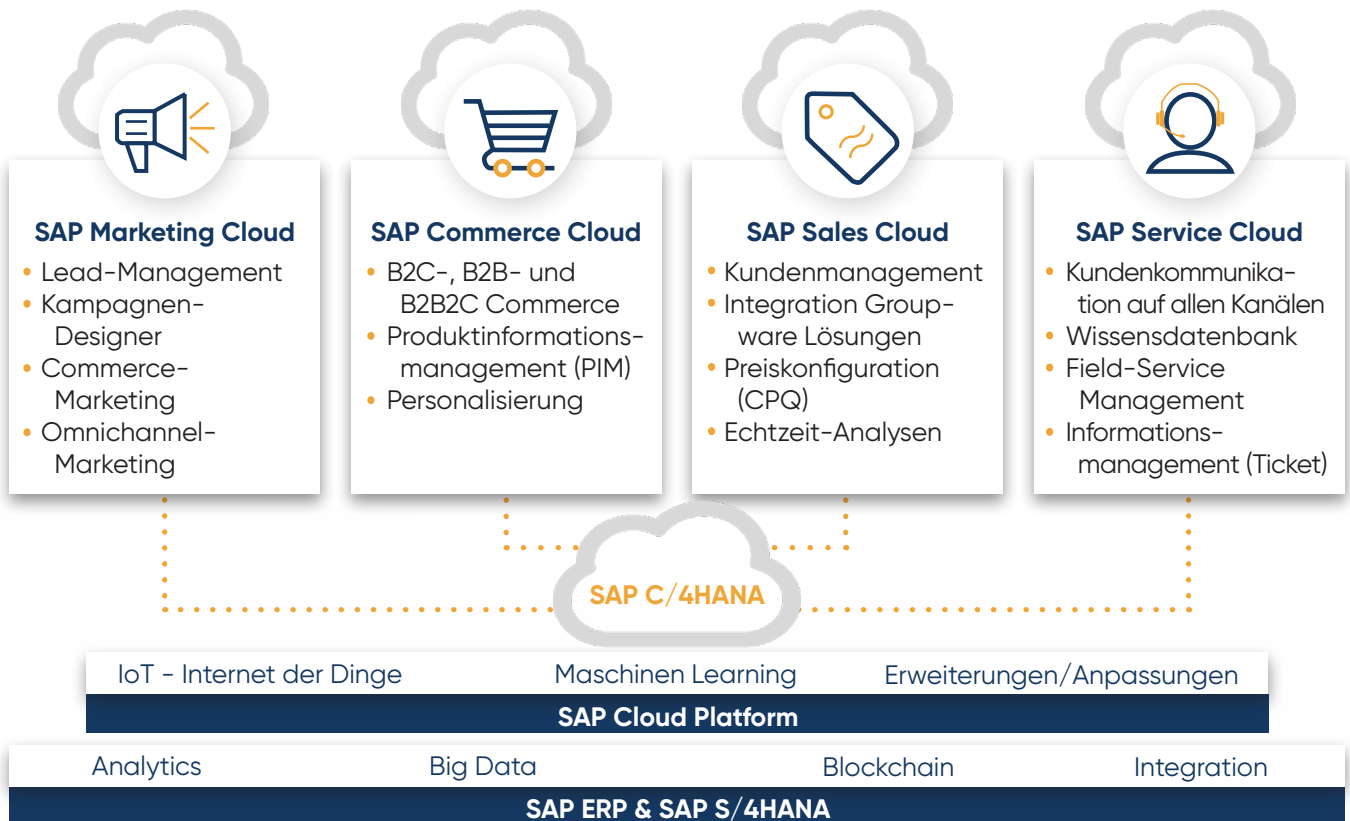 SAP Marketing Cloud
• Lead-Management
• Kampagnen-
Designer
• Commerce-
Marketing
• Omnichannel-
Marketing
SAP Commerce Cloud
• B2C-, B2B- und
B2B2C Commerce
• Produktinformations-
management (PIM)
• Personalisierung
SAP Sales Cloud
• Kundenmanagement
• Integration Group-
ware Lösungen
• Preiskonfiguration
(CPQ)
• Echtzeit-Analysen
SAP Service Cloud
• Kundenkommunika-
tion auf allen Kanälen
• Wissensdatenbank
• Field-Service
Management
• Informations-
management (Ticket)
SAP C/4HANA
IoT - Internet der Dinge
Maschinen Learning
Erweiterungen/Anpassungen
SAP Cloud Platform
Analytics
Big Data
Blockchain
Integration
SAP ERP & SAP S/4HANA